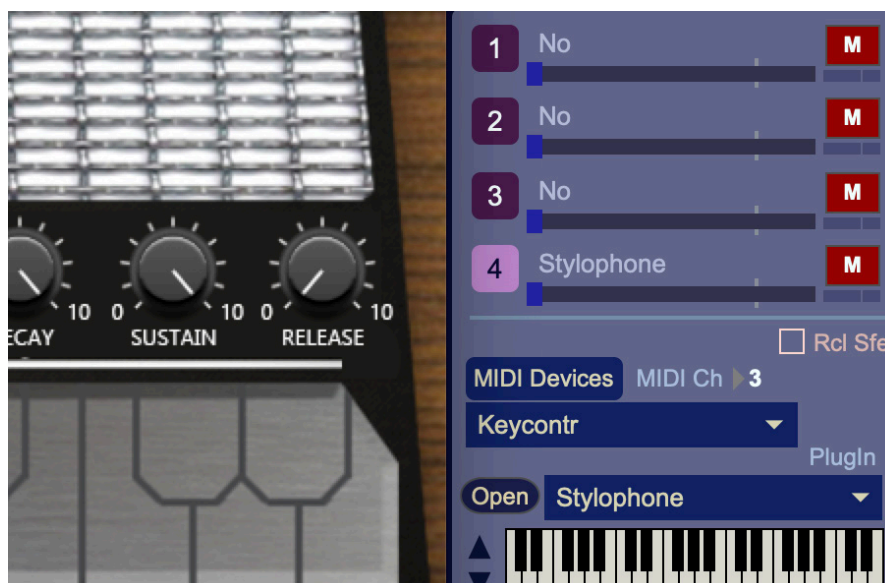 10 0 10 0 10
ECAY SUSTAIN RELEASE
1 No M
2 No M
3 No M
4 Stylophone M
Rcl Sfe
MIDI Devices MIDI Ch 3
Keycontr
PlugIn
Open Stylophone